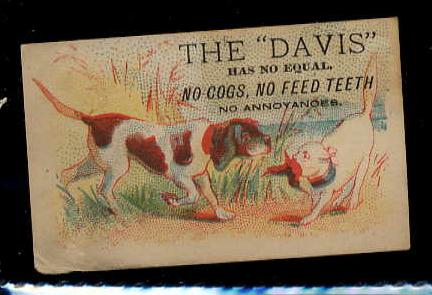 THE "DAVIS"
HAS NO EQUAL,
NO COGS, NO FEED TEETH
NO ANNOYANCES.